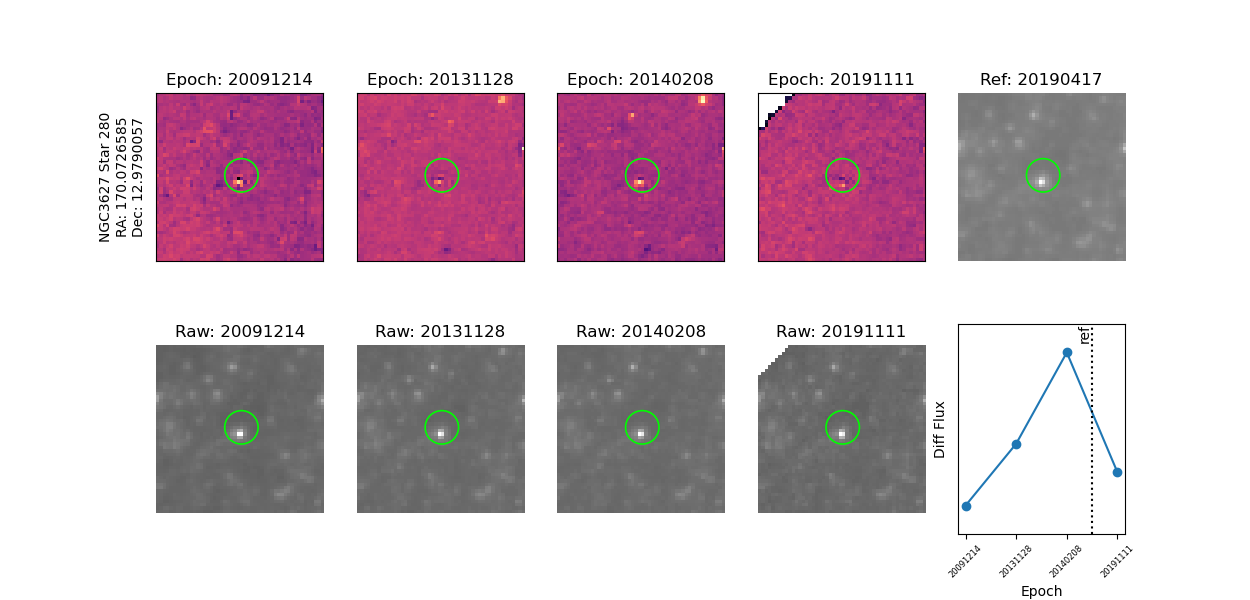 NGC3627 Star 280
RA: 170.0726585
Dec: 12.9790057
Epoch: 20091214
Epoch: 20131128
Epoch: 20140208
Epoch: 20191111
Ref: 20190417
Raw: 20091214
Raw: 20131128
Raw: 20140208
Raw: 20191111
Diff Flux
ref
20091214
20131128
20140208
20191111
Epoch